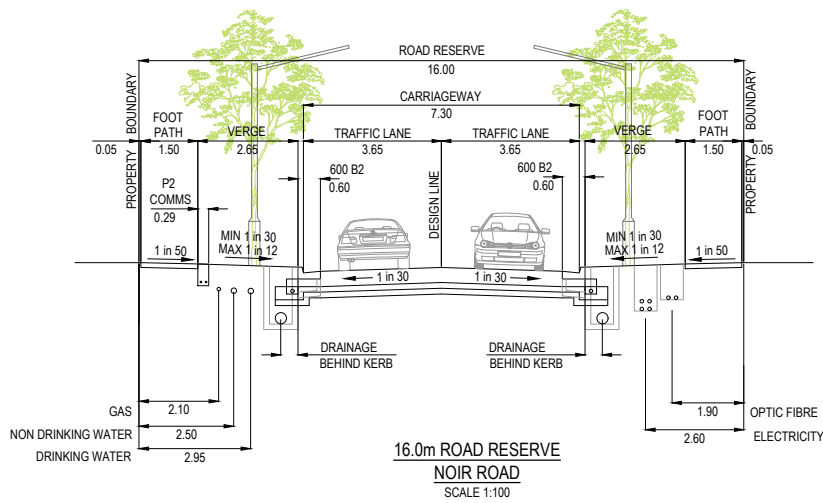 ROAD RESERVE
16.00
CARRIAGEWAY
7.30
PROPERTY BOUNDARY
FOOT
PATH
VERGE
TRAFFIC LANE
TRAFFIC LANE
VERGE
FOOT
PATH
PROPERTY BOUNDARY
0.05
1.50
2.65
3.65
3.65
2.65
1.50
0.05
P2
COMMS
0.29
600 B2
0.60
DESIGN LINE
600 B2
0.60
MIN 1 in 30
MAX 1 in 12
MIN 1 in 30
MAX 1 in 12
1 in 50
1 in 30
1 in 30
1 in 50
DRAINAGE
BEHIND KERB
DRAINAGE
BEHIND KERB
GAS
2.10
NON DRINKING WATER
2.50
DRINKING WATER
2.95
1.90
OPTIC FIBRE
2.60
ELECTRICITY
16.0m ROAD RESERVE
NOIR ROAD
SCALE 1:100